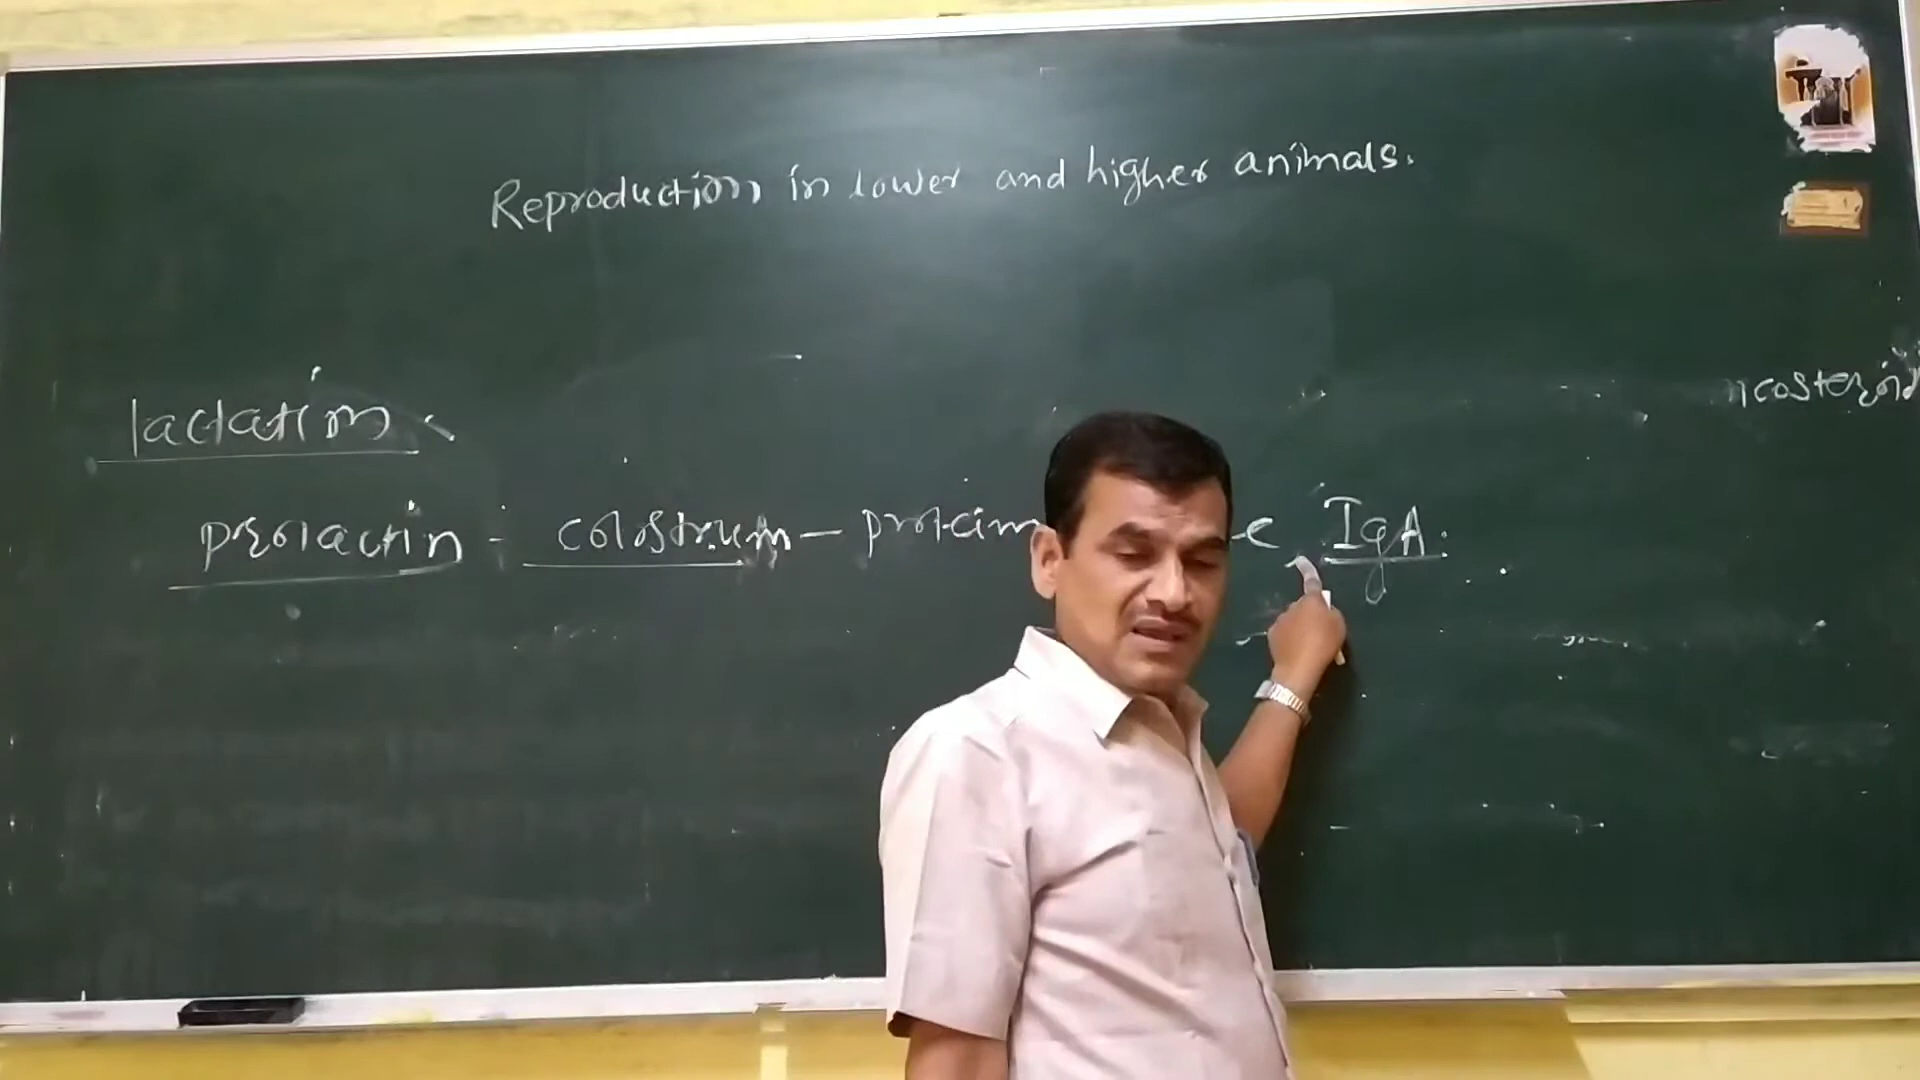 Reproduction in lower and higher animals.
lactation
prolactin - colostrum - protein IgA.